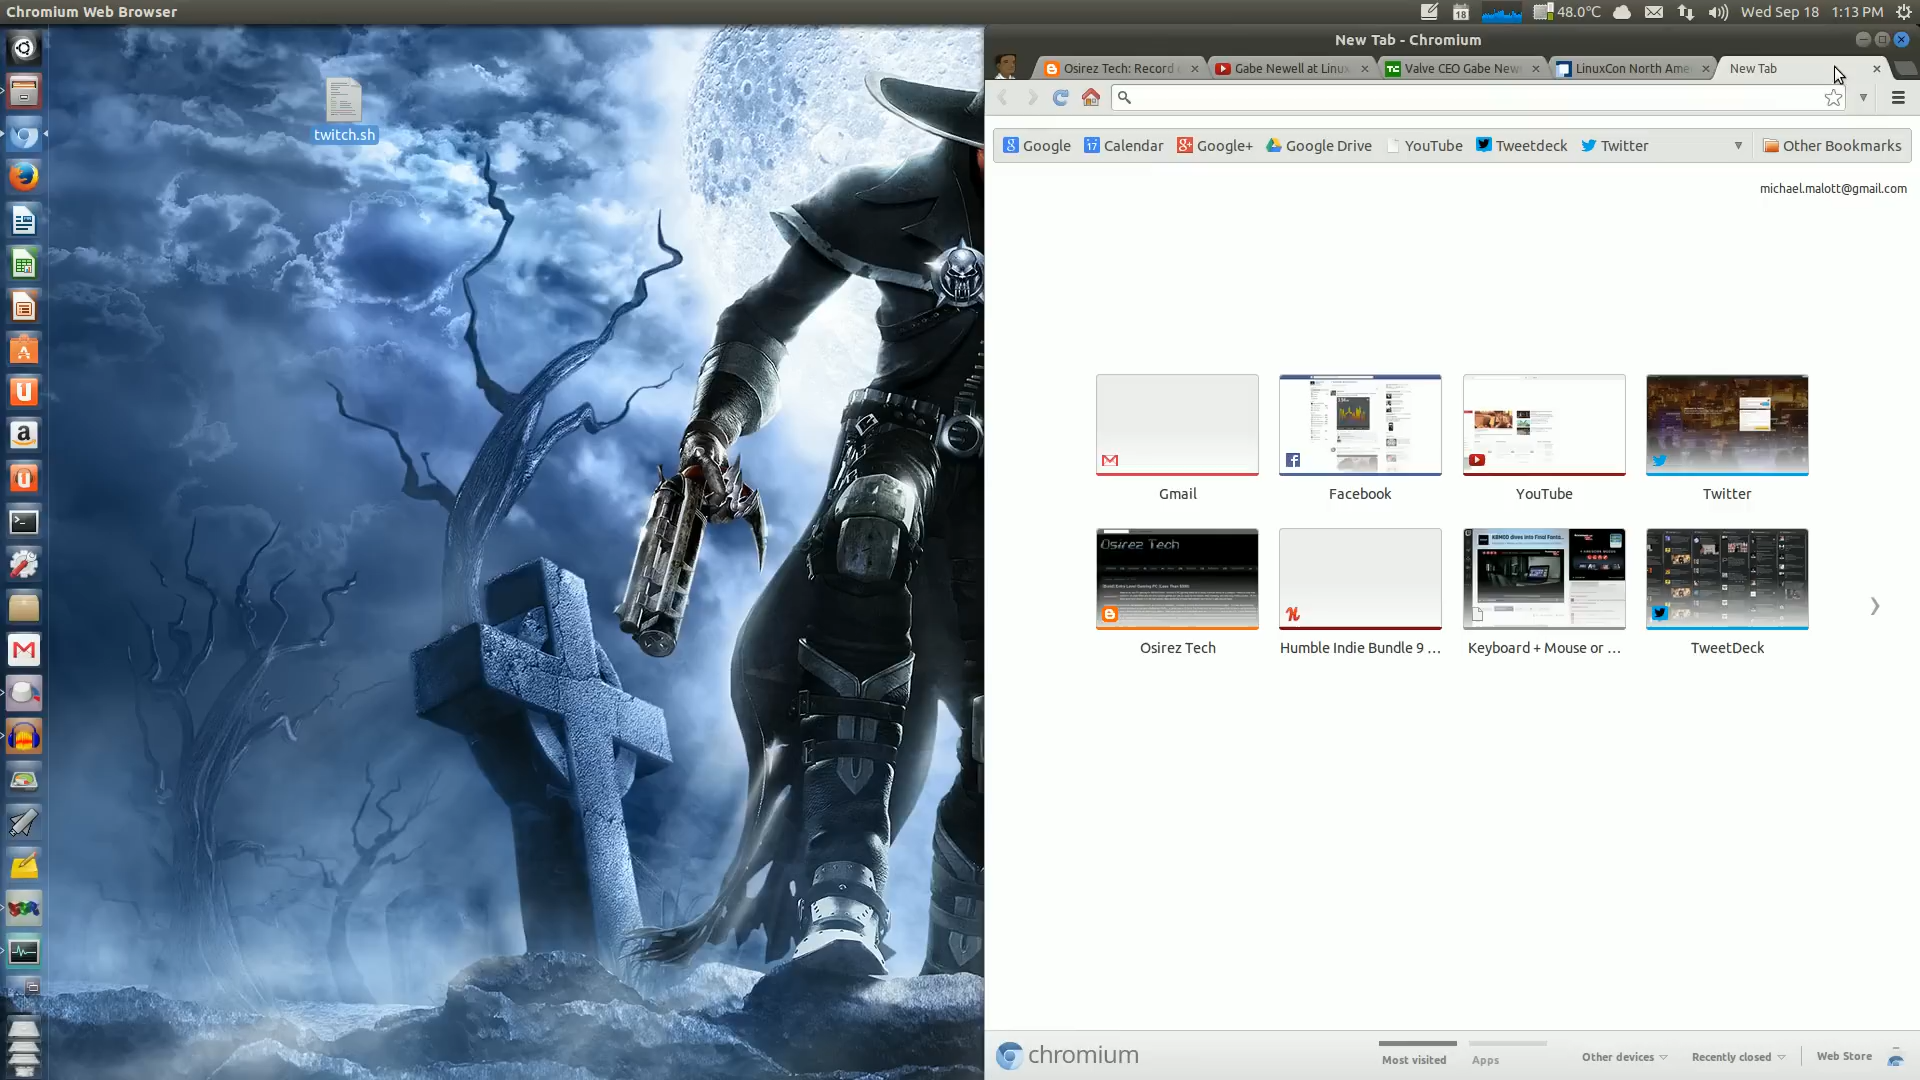 Chromium Web Browser
18
48.0°C
Wed Sep 18
1:13 PM
New Tab - Chromium
Osirez Tech: Record
Gabe Newell at Linux
Valve CEO Gabe New
LinuxCon North Ame
New Tab
twitch.sh
Google
Calendar
Google+
Google Drive
YouTube
Tweetdeck
Twitter
Other Bookmarks
michael.malott@gmail.com
Gmail
Facebook
YouTube
Twitter
Osirez Tech
Osirez Tech
Humble Indie Bundle 9 ...
Keyboard + Mouse or ...
TweetDeck
chromium
Most visited
Apps
Other devices
Recently closed
Web Store